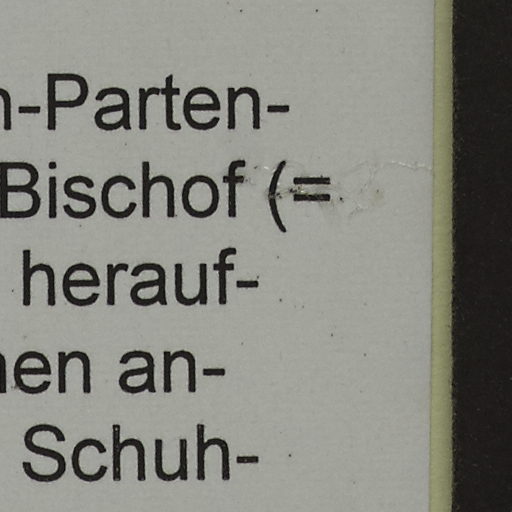 n-Parten-
Bischof (=
herauf-
nen an-
Schuh-